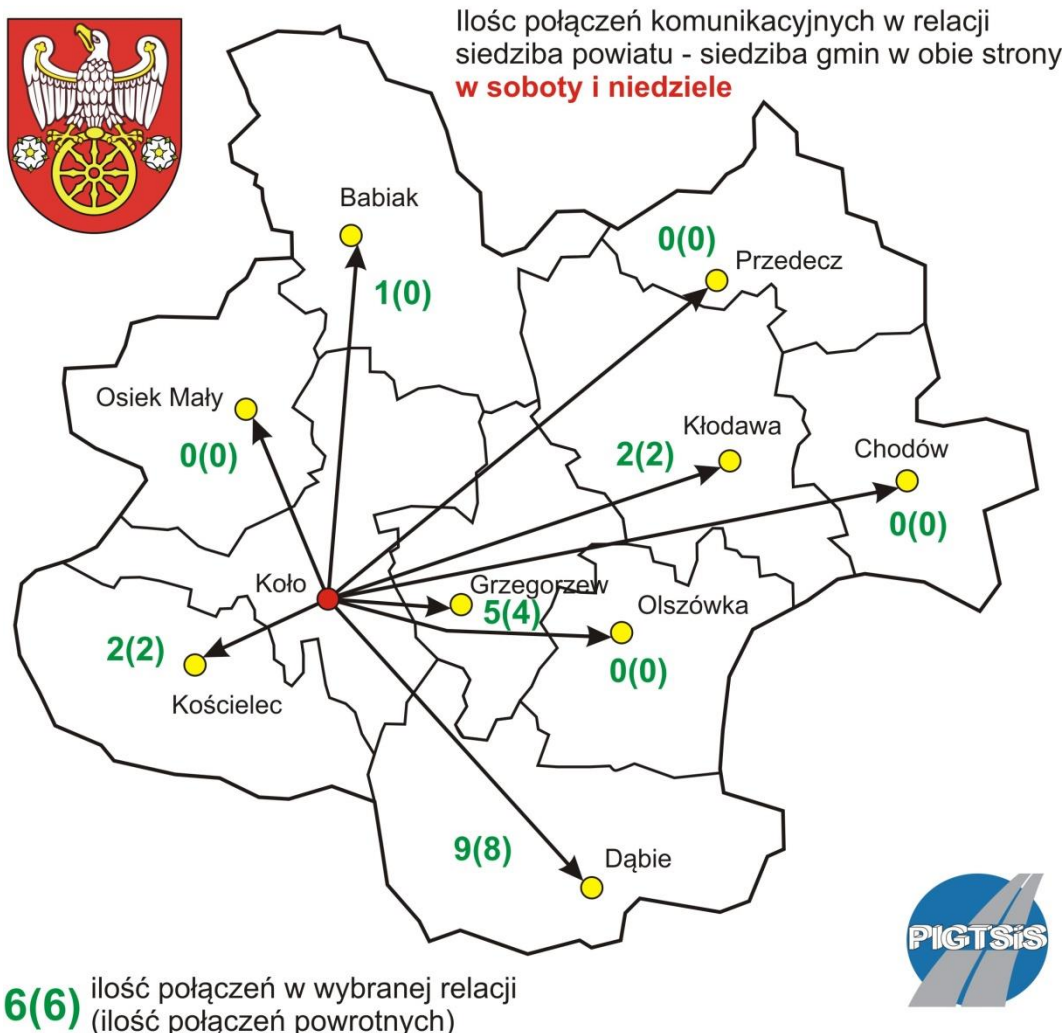 Ilośc połączeń komunikacyjnych w relacji
siedziba powiatu - siedziba gmin w obie strony
w soboty i niedziele
Babiak
1(0)
0(0)
Przedecz
Osiek Mały
0(0)
Kłodawa
2(2)
Chodów
0(0)
Koło
Grzegorzew
5(4)
Olszówka
0(0)
2(2)
Kościelec
9(8)
Dąbie
PIGTSiS
6(6) ilość połączeń w wybranej relacji
(ilość połączeń powrotnych)